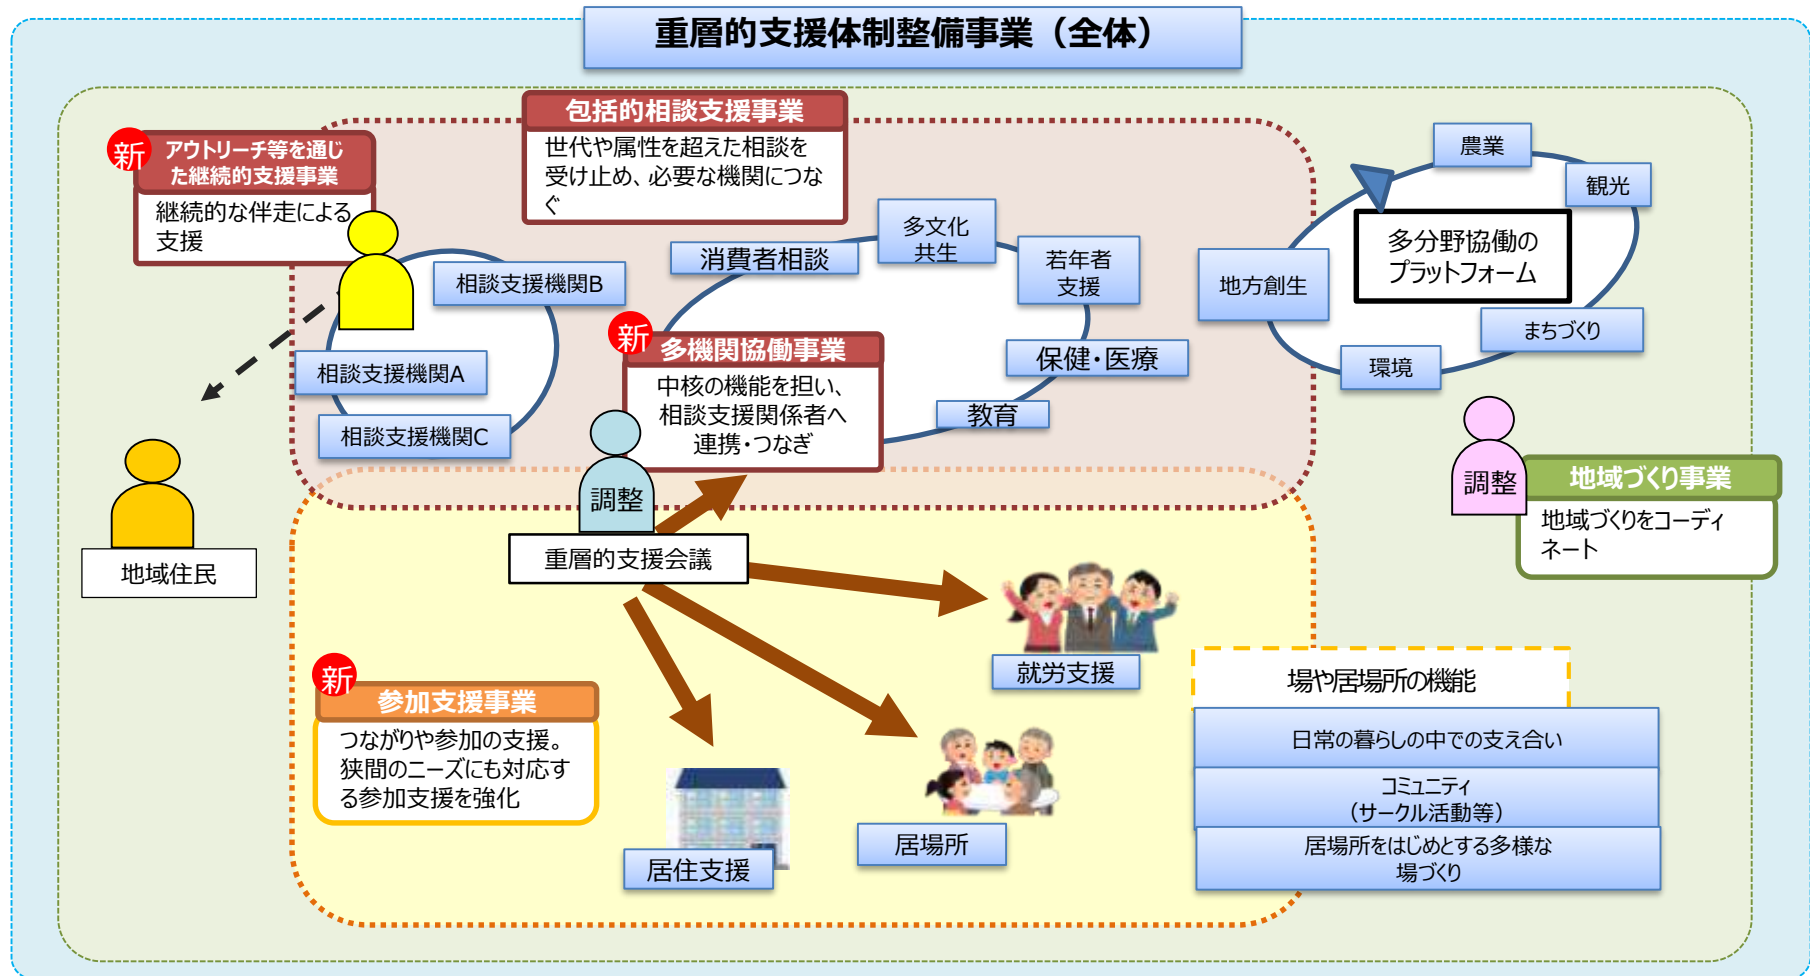 重層的支援体制整備事業（全体）
包括的相談支援事業
世代や属性を超えた相談を
受け止め、必要な機関につな
ぐ
新
アウトリーチ等を通じ
た継続的支援事業
継続的な伴走による
支援
相談支援機関B
相談支援機関A
相談支援機関C
消費者相談
多文化
共生
若年者
支援
保健・医療
教育
新
多機関協働事業
中核の機能を担い、
相談支援関係者へ
連携・つなぎ
調整
重層的支援会議
農業
観光
地方創生
多分野協働の
プラットフォーム
まちづくり
環境
調整
地域づくり事業
地域づくりをコーディ
ネート
地域住民
新
参加支援事業
つながりや参加の支援。
狭間のニーズにも対応す
る参加支援を強化
就労支援
居場所
居住支援
場や居場所の機能
日常の暮らしの中での支え合い
コミュニティ
（サークル活動等）
居場所をはじめとする多様な
場づくり